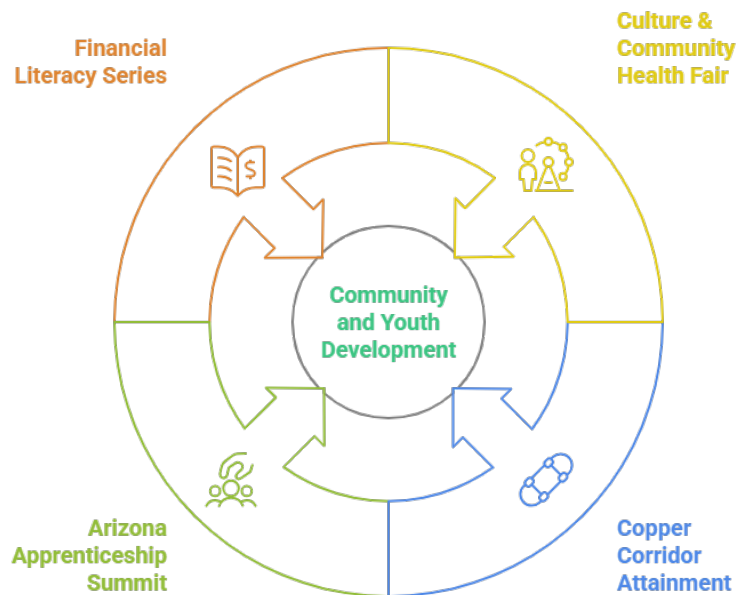 Financial
Literacy Series
Culture &
Community
Health Fair
$
Community
and Youth
Development
Arizona
Apprenticeship
Summit
Copper
Corridor
Attainment